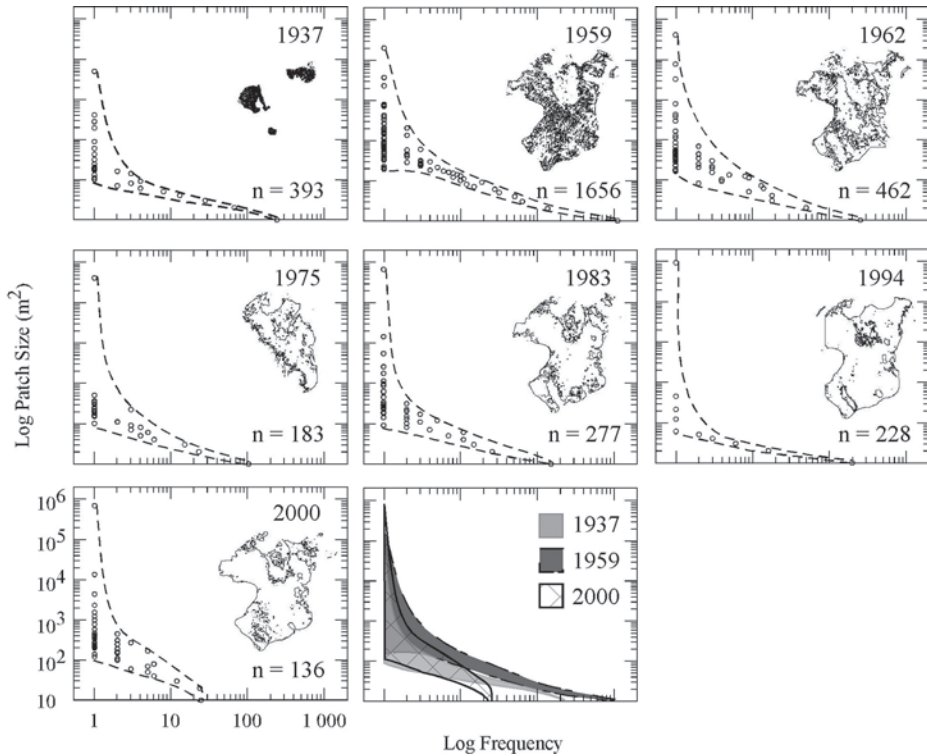 1937
n = 393
1959
n = 1656
1962
n = 462
1975
n = 183
1983
n = 277
1994
n = 228
Log Patch Size (m²)
2000
n = 136
10⁶
10⁵
10⁴
10³
10²
10
1
10
100
1 000
1937
1959
2000
Log Frequency